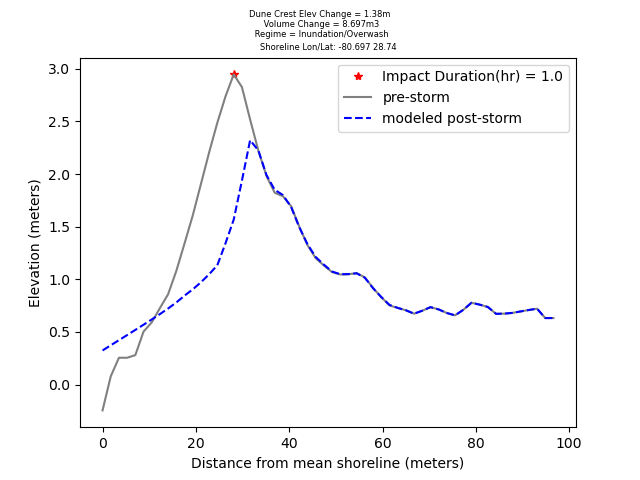 Dune Crest Elev Change = 1.38m
Volume Change = 8.697m3
Regime = Inundation/Overwash
Shoreline Lon/Lat: -80.697 28.74
Impact Duration(hr) = 1.0
pre-storm
modeled post-storm
3.0
2.5
2.0
1.5
1.0
0.5
0.0
Elevation (meters)
0 20 40 60 80 100
Distance from mean shoreline (meters)